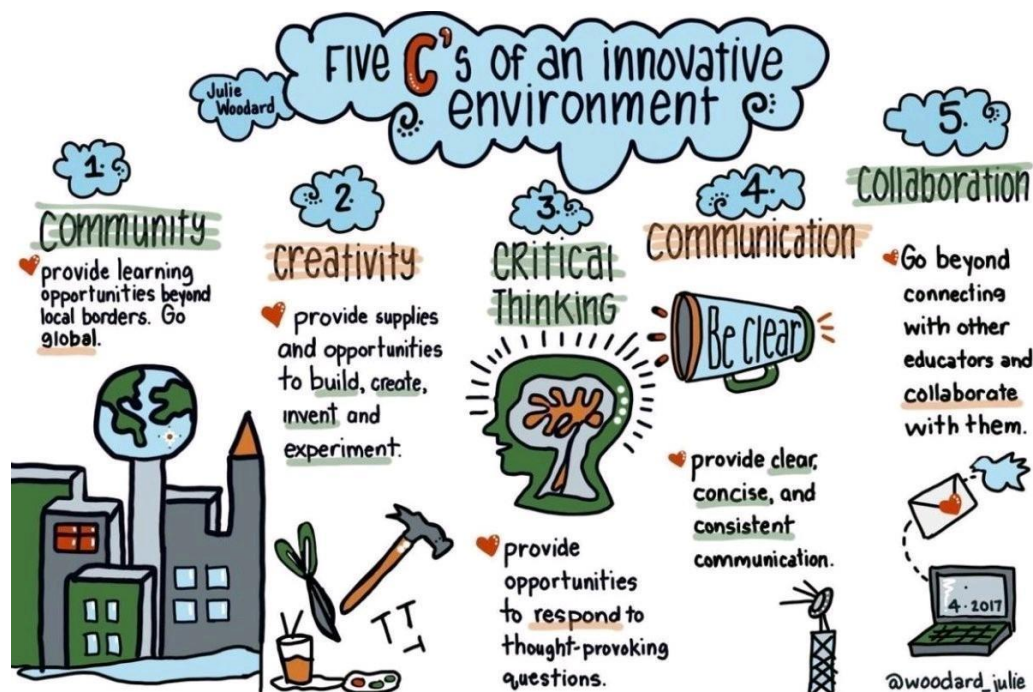 Five C's of an innovative
environment
Julie
Woodard
1.
Community
provide learning
opportunities beyond
local borders. Go
global.
2.
creativity
provide supplies
and opportunities
to build, create,
invent and
experiment.
3.
CRitical
Thinking
provide
opportunities
to respond to
thought-provoking
questions.
4.
Communication
Be clear
provide clear,
concise, and
consistent
communication.
5.
Collaboration
Go beyond
connecting
with other
educators and
collaborate
with them.
4.2017
@woodard_julie